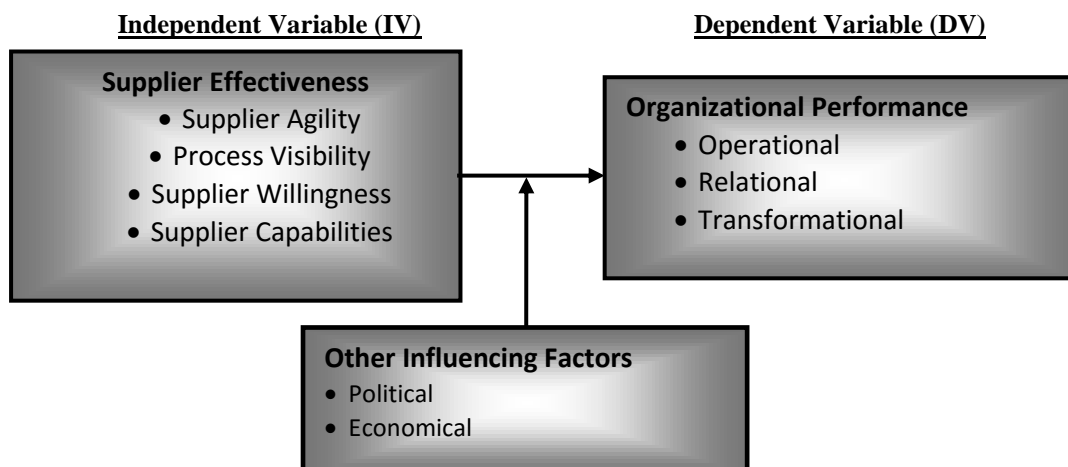 Independent Variable (IV)
Dependent Variable (DV)
Supplier Effectiveness
• Supplier Agility
• Process Visibility
• Supplier Willingness
• Supplier Capabilities
Organizational Performance
• Operational
• Relational
• Transformational
Other Influencing Factors
• Political
• Economical